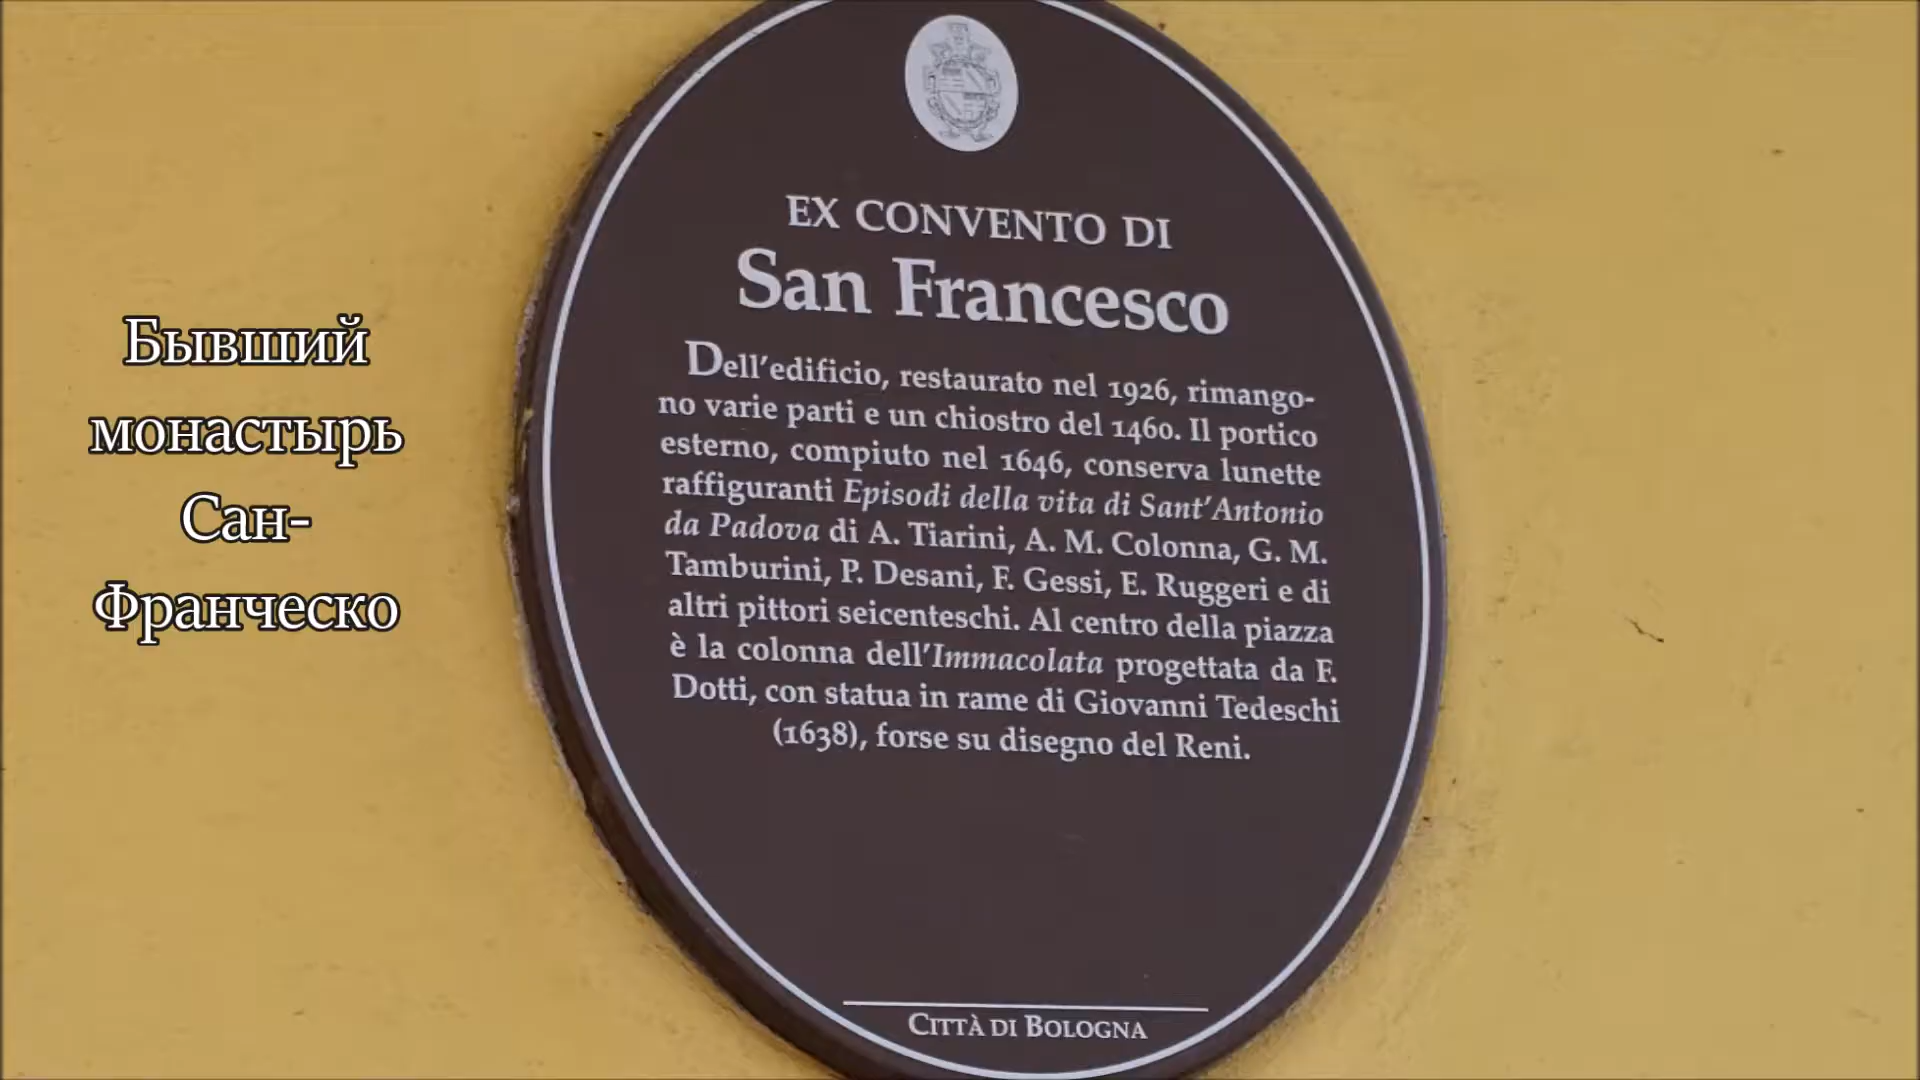 Бывший
монастырь
Сан-
Франческо
EX CONVENTO DI
San Francesco
Dell'edificio, restaurato nel 1926, rimango-
no varie parti e un chiostro del 1460. Il portico
esterno, compiuto nel 1646, conserva lunette
raffiguranti Episodi della vita di Sant'Antonio
da Padova di A. Tiarini, A. M. Colonna, G. M.
Tamburini, P. Desani, F. Gessi, E. Ruggeri e di
altri pittori seicenteschi. Al centro della piazza
è la colonna dell'Immacolata progettata da F.
Dotti, con statua in rame di Giovanni Tedeschi
(1638), forse su disegno del Reni.
CITTÀ DI BOLOGNA